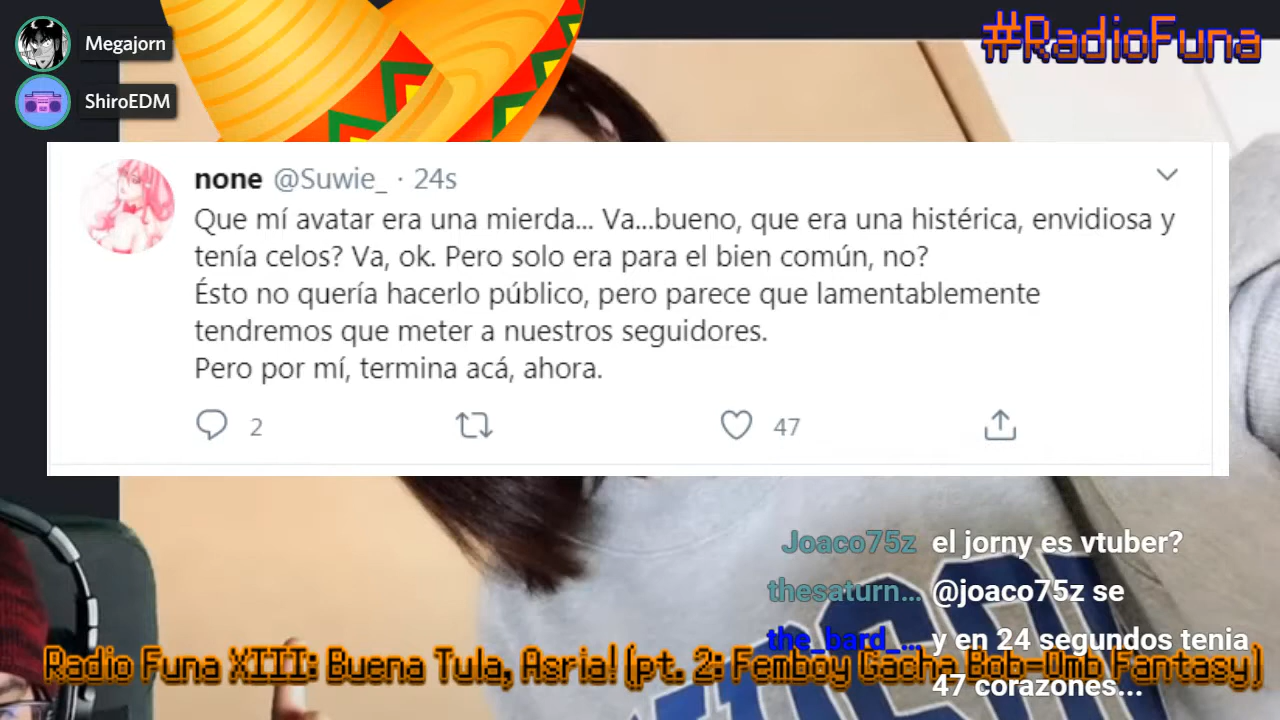 Megajorn
#RadioFuna
ShiroEDM
none @Suwie_ · 24s
Que mí avatar era una mierda... Va...bueno, que era una histérica, envidiosa y
tenía celos? Va, ok. Pero solo era para el bien común, no?
Ésto no quería hacerlo público, pero parece que lamentablemente
tendremos que meter a nuestros seguidores.
Pero por mí, termina acá, ahora.
2 47
Joaco75z el jorny es vtuber?
thesaturn... @joaco75z se
the_bard_... y en 24 segundos tenia
47 corazones...
Radio Funa XIII: Buena Tula, Asria! (pt. 2: Femboy Gacha Bob-Omb Fantasy)